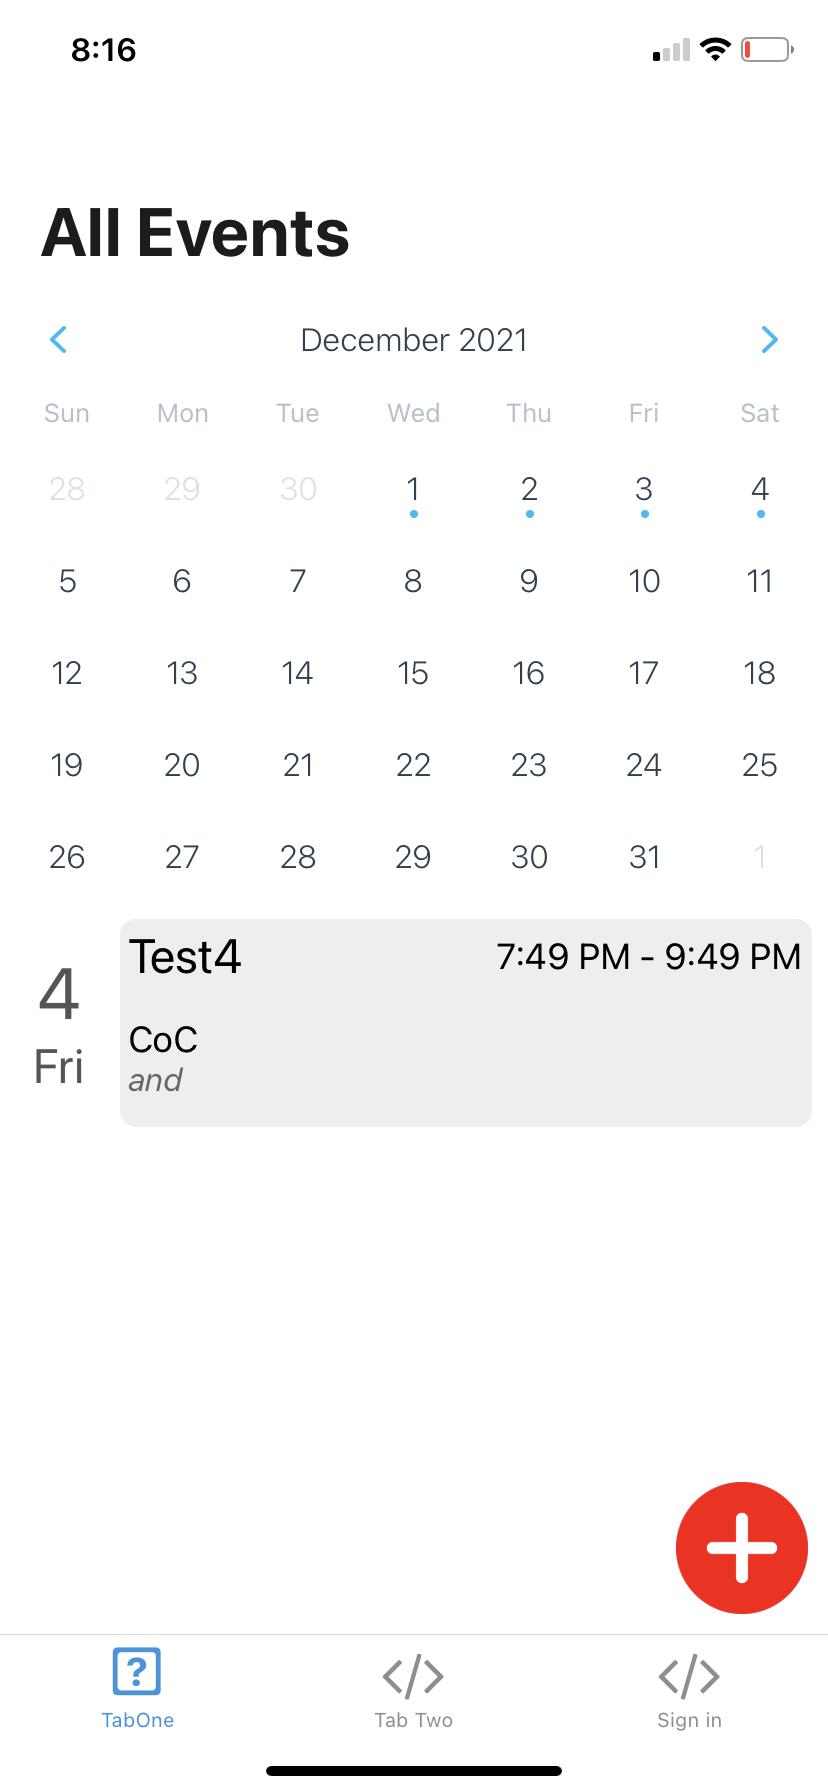 8:16
All Events
December 2021
Sun Mon Tue Wed Thu Fri Sat
28 29 30 1 2 3 4
5 6 7 8 9 10 11
12 13 14 15 16 17 18
19 20 21 22 23 24 25
26 27 28 29 30 31 1
4
Fri
Test4 7:49 PM - 9:49 PM
CoC
and
TabOne Tab Two Sign in